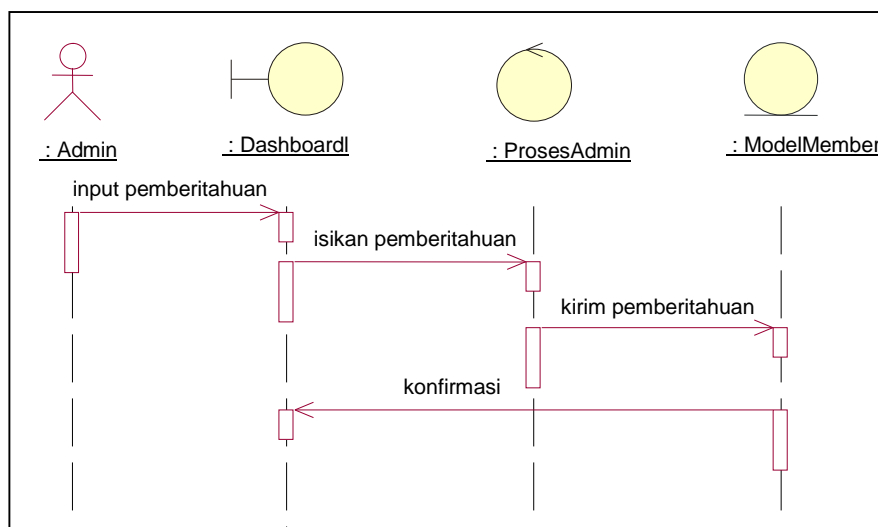 : Admin
: Dashboardl
: ProsesAdmin
: ModelMember
input pemberitahuan
isikan pemberitahuan
kirim pemberitahuan
konfirmasi